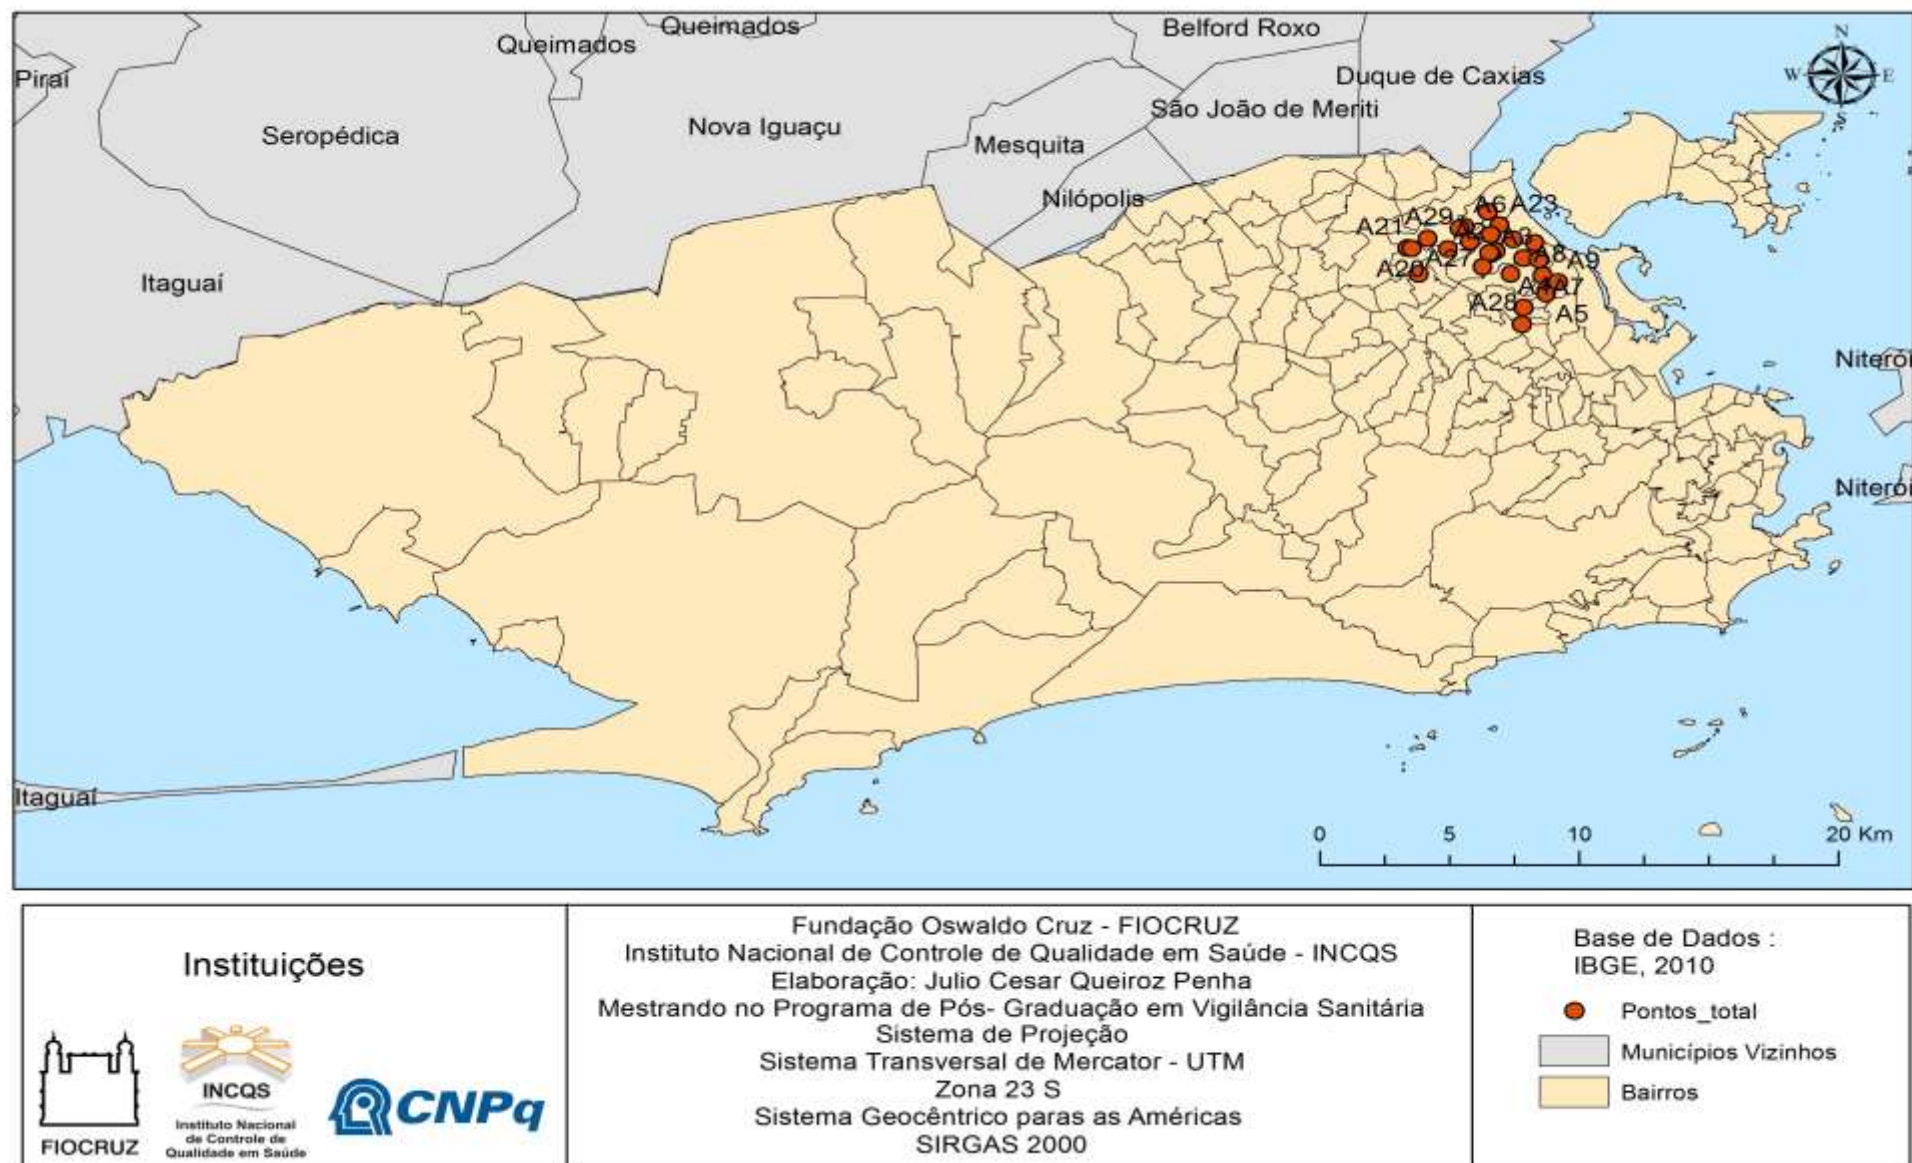 Queimados
Queimados
Belford Roxo
Piraí
Duque de Caxias
São João de Meriti
Seropédica
Nova Iguaçu
Mesquita
Nilópolis
Itaguaí
N
W
E
S
A6
A23
A29
A21
A27
A8
A9
A7
A28
A5
Niterói
Niterói
Itaguaí
0 5 10 20 Km
Instituições
FIOCRUZ
INCQS
Instituto Nacional
de Controle de
Qualidade em Saúde
CNPq
Fundação Oswaldo Cruz - FIOCRUZ
Instituto Nacional de Controle de Qualidade em Saúde - INCQS
Elaboração: Julio Cesar Queiroz Penha
Mestrando no Programa de Pós- Graduação em Vigilância Sanitária
Sistema de Projeção
Sistema Transversal de Mercator - UTM
Zona 23 S
Sistema Geocêntrico paras as Américas
SIRGAS 2000
Base de Dados :
IBGE, 2010
Pontos_total
Municípios Vizinhos
Bairros